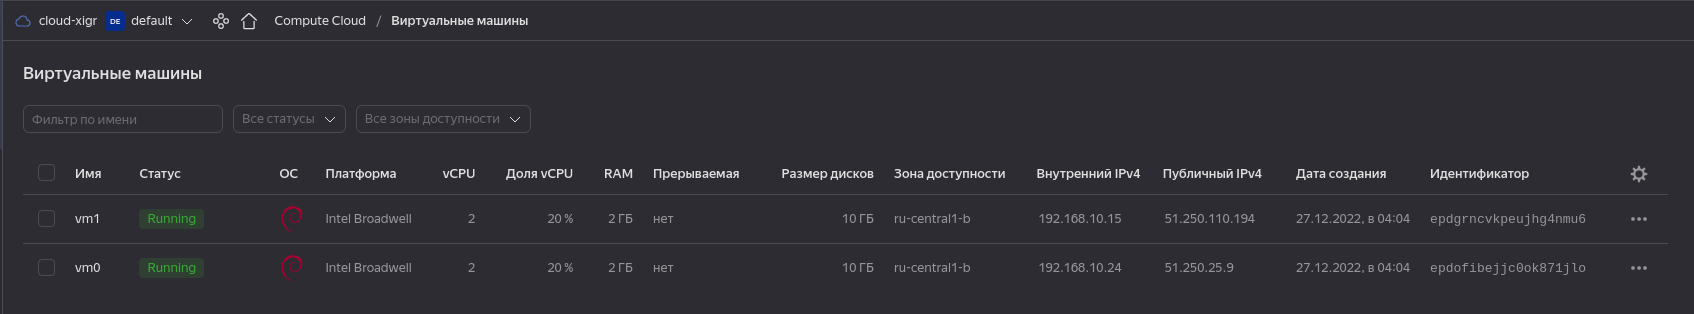 cloud-xigr DE default Compute Cloud / Виртуальные машины
Виртуальные машины
Фильтр по имени Все статусы Все зоны доступности
Имя Статус ОС Платформа vCPU Доля vCPU RAM Прерываемая Размер дисков Зона доступности Внутренний IPv4 Публичный IPv4 Дата создания Идентификатор
vm1 Running Intel Broadwell 2 20 % 2 ГБ нет 10 ГБ ru-central1-b 192.168.10.15 51.250.110.194 27.12.2022, в 04:04 epdgrncvkpeujhg4nmu6
vm0 Running Intel Broadwell 2 20 % 2 ГБ нет 10 ГБ ru-central1-b 192.168.10.24 51.250.25.9 27.12.2022, в 04:04 epdofibejjc0ok871jlo